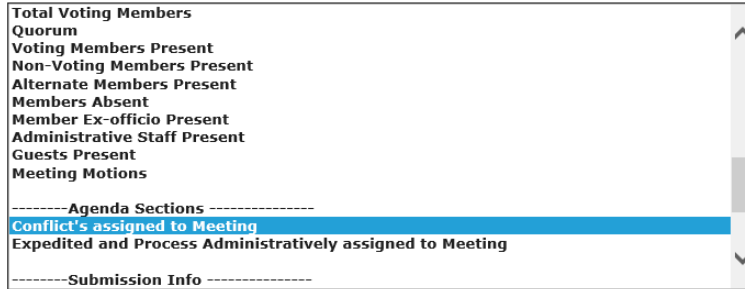 Total Voting Members
Quorum
Voting Members Present
Non-Voting Members Present
Alternate Members Present
Members Absent
Member Ex-officio Present
Administrative Staff Present
Guests Present
Meeting Motions
--------Agenda Sections ---------------
Conflict's assigned to Meeting
Expedited and Process Administratively assigned to Meeting
--------Submission Info ---------------